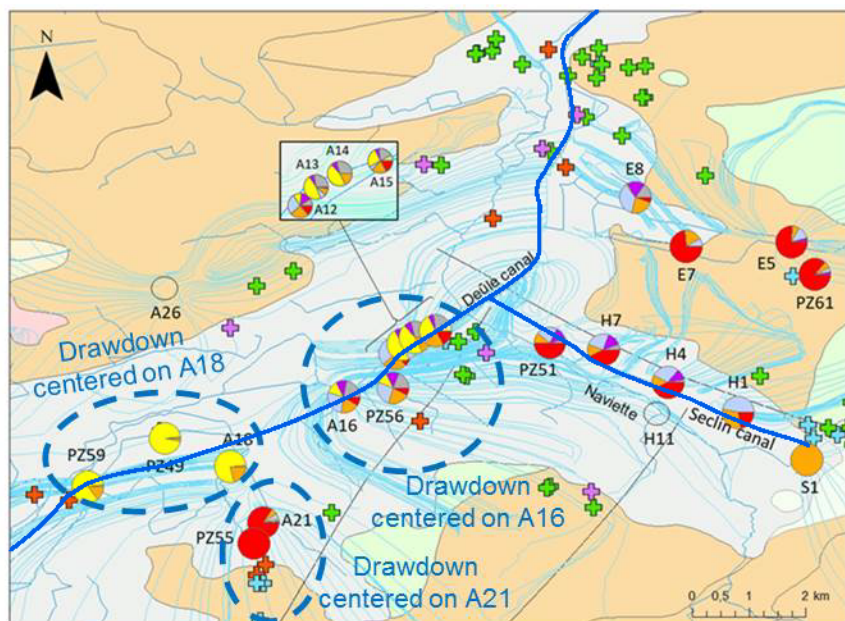 N
A14
A13
A15
A12
E8
E7
E5
PZ61
A26
Deûle canal
Drawdown
centered on A18
H7
PZ51
H4
H1
A16
PZ56
Naviette
H11
Seclin canal
S1
PZ59
PZ49
A18
Drawdown
centered on A16
A21
PZ55
Drawdown
centered on A21
0 0,5 1 2 km